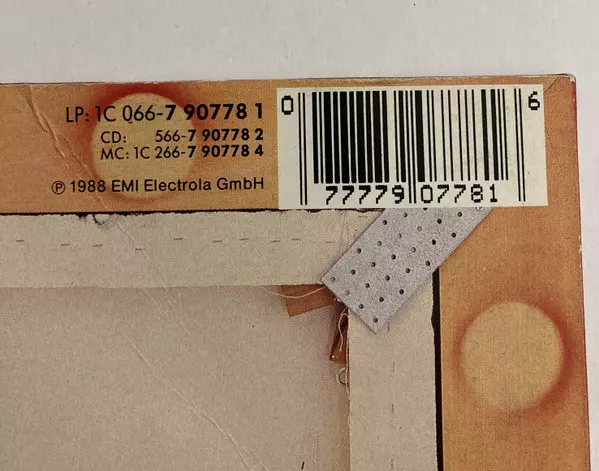 LP: 1C 066-7 90778 1
CD: 566-7 90778 2
MC: 1C 266-7 90778 4
℗ 1988 EMI Electrola GmbH
0 77779 07781 6